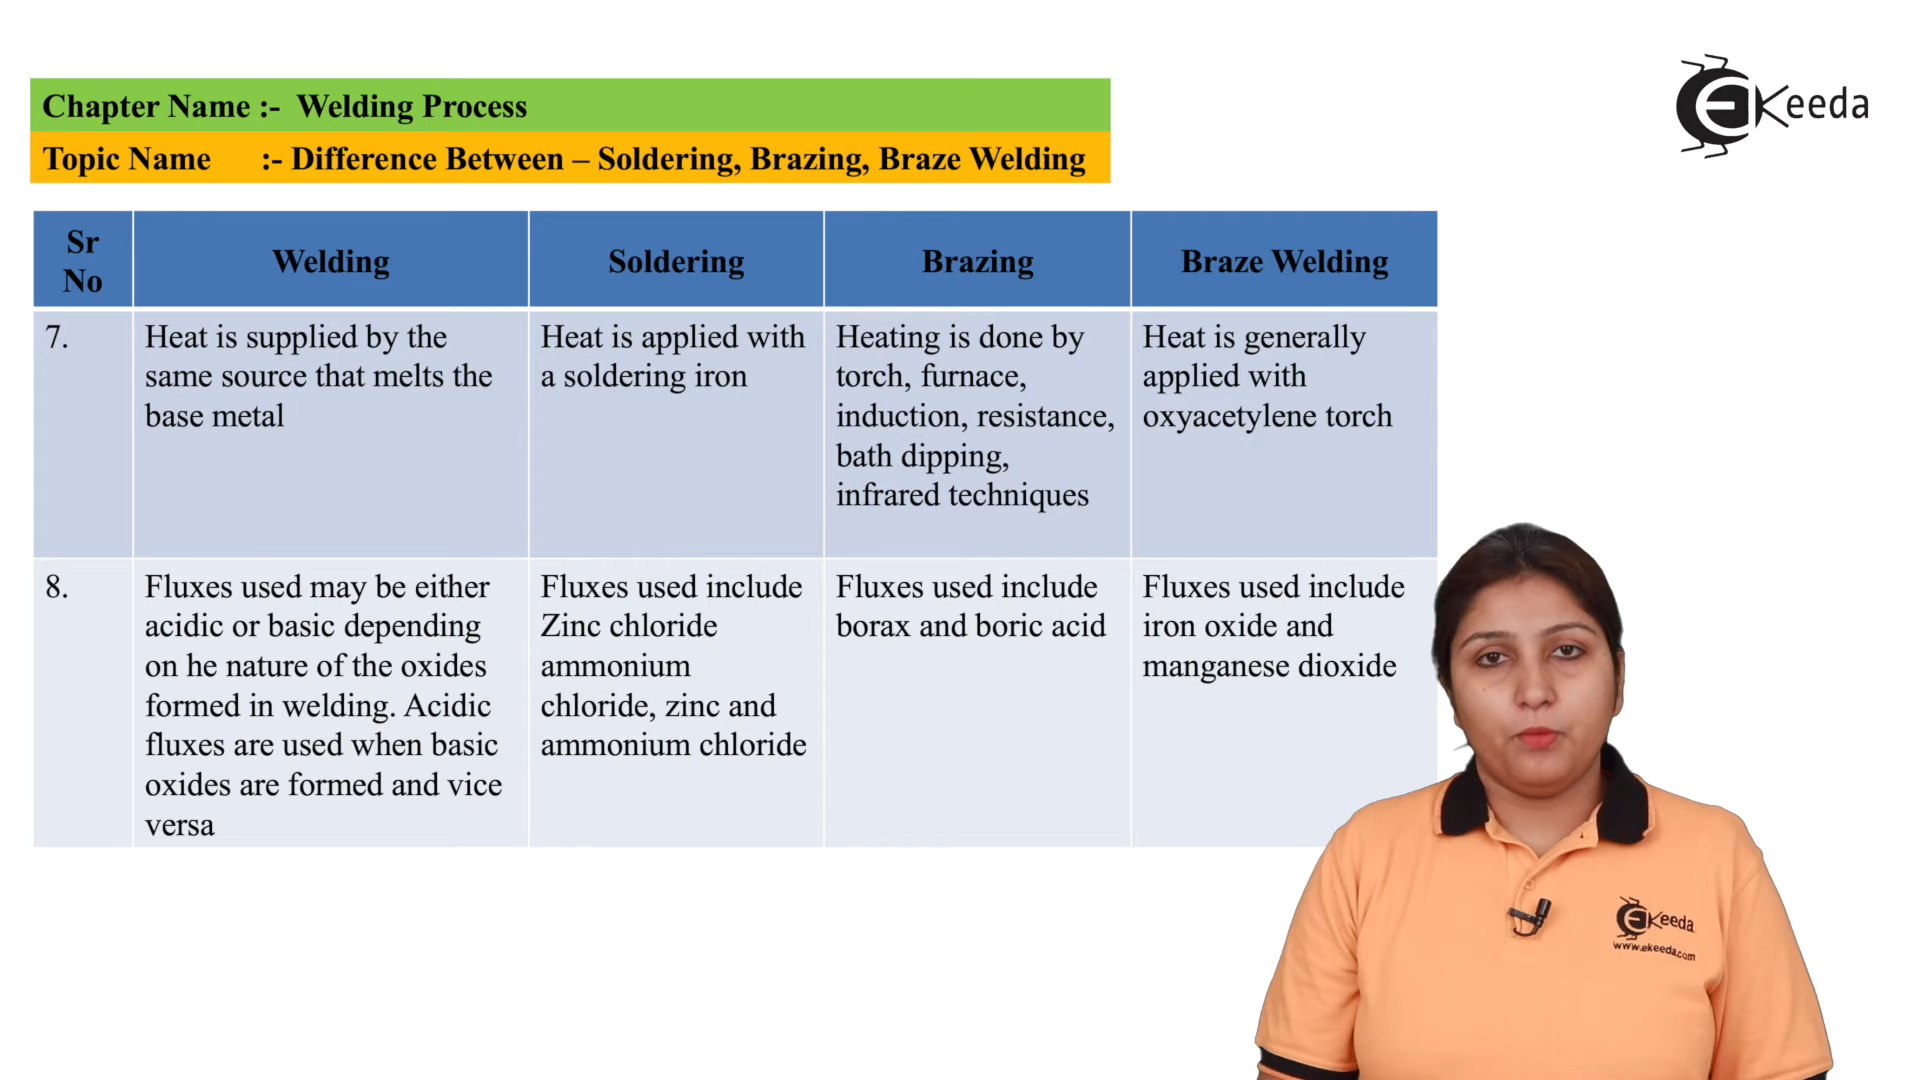 Keeda
Chapter Name :- Welding Process
Topic Name :- Difference Between – Soldering, Brazing, Braze Welding
Sr No
Welding
Soldering
Brazing
Braze Welding
7.
Heat is supplied by the
same source that melts the
base metal
Heat is applied with
a soldering iron
Heating is done by
torch, furnace,
induction, resistance,
bath dipping,
infrared techniques
Heat is generally
applied with
oxyacetylene torch
8.
Fluxes used may be either
acidic or basic depending
on he nature of the oxides
formed in welding. Acidic
fluxes are used when basic
oxides are formed and vice
versa
Fluxes used include
Zinc chloride
ammonium
chloride, zinc and
ammonium chloride
Fluxes used include
borax and boric acid
Fluxes used include
iron oxide and
manganese dioxide
Keeda
www.ekeeda.com